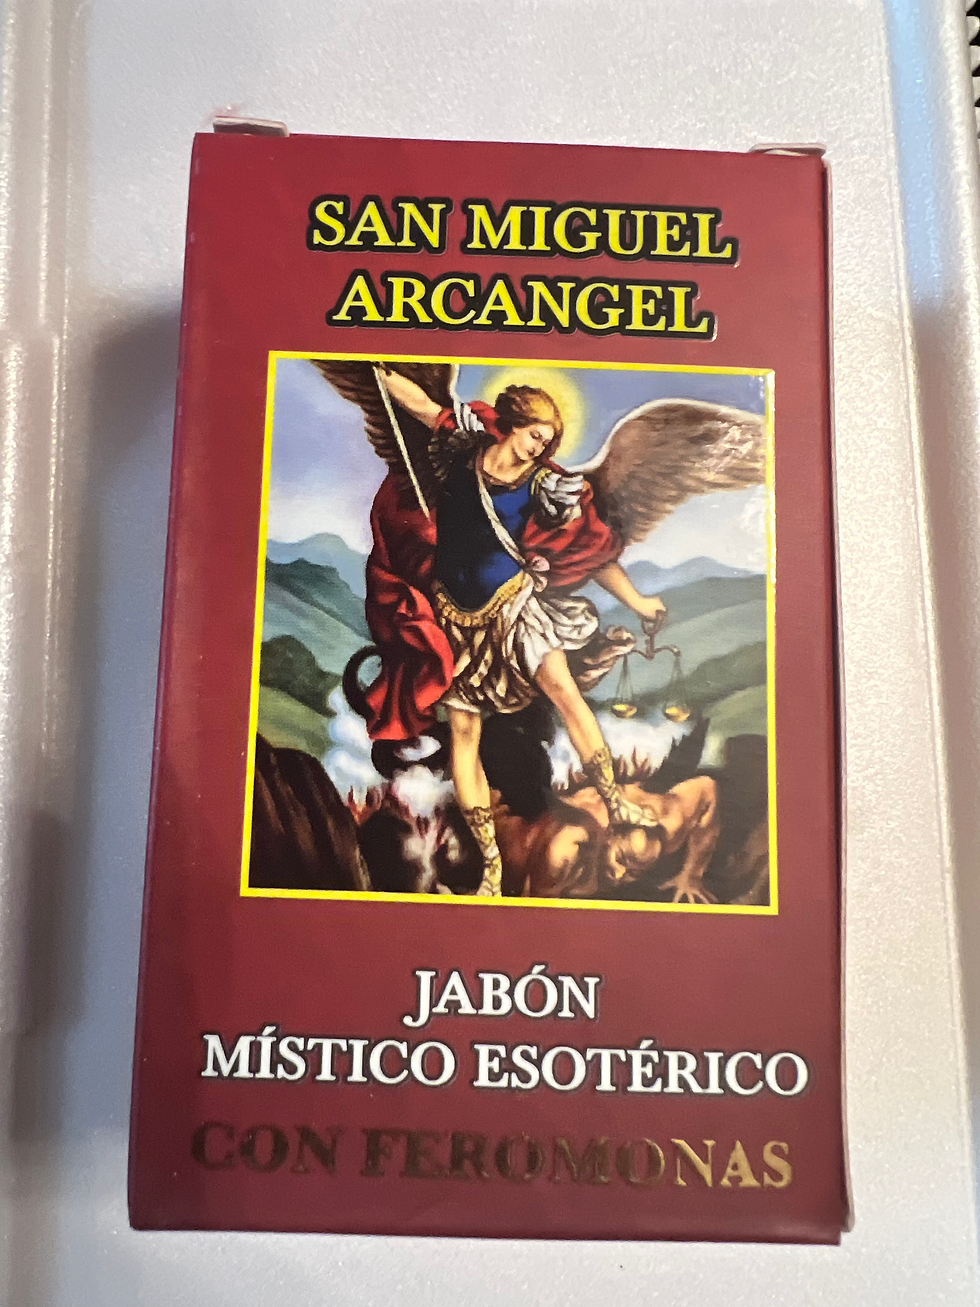 SAN MIGUEL
ARCANGEL
JABÓN
MÍSTICO ESOTÉRICO
CON FEROMONAS